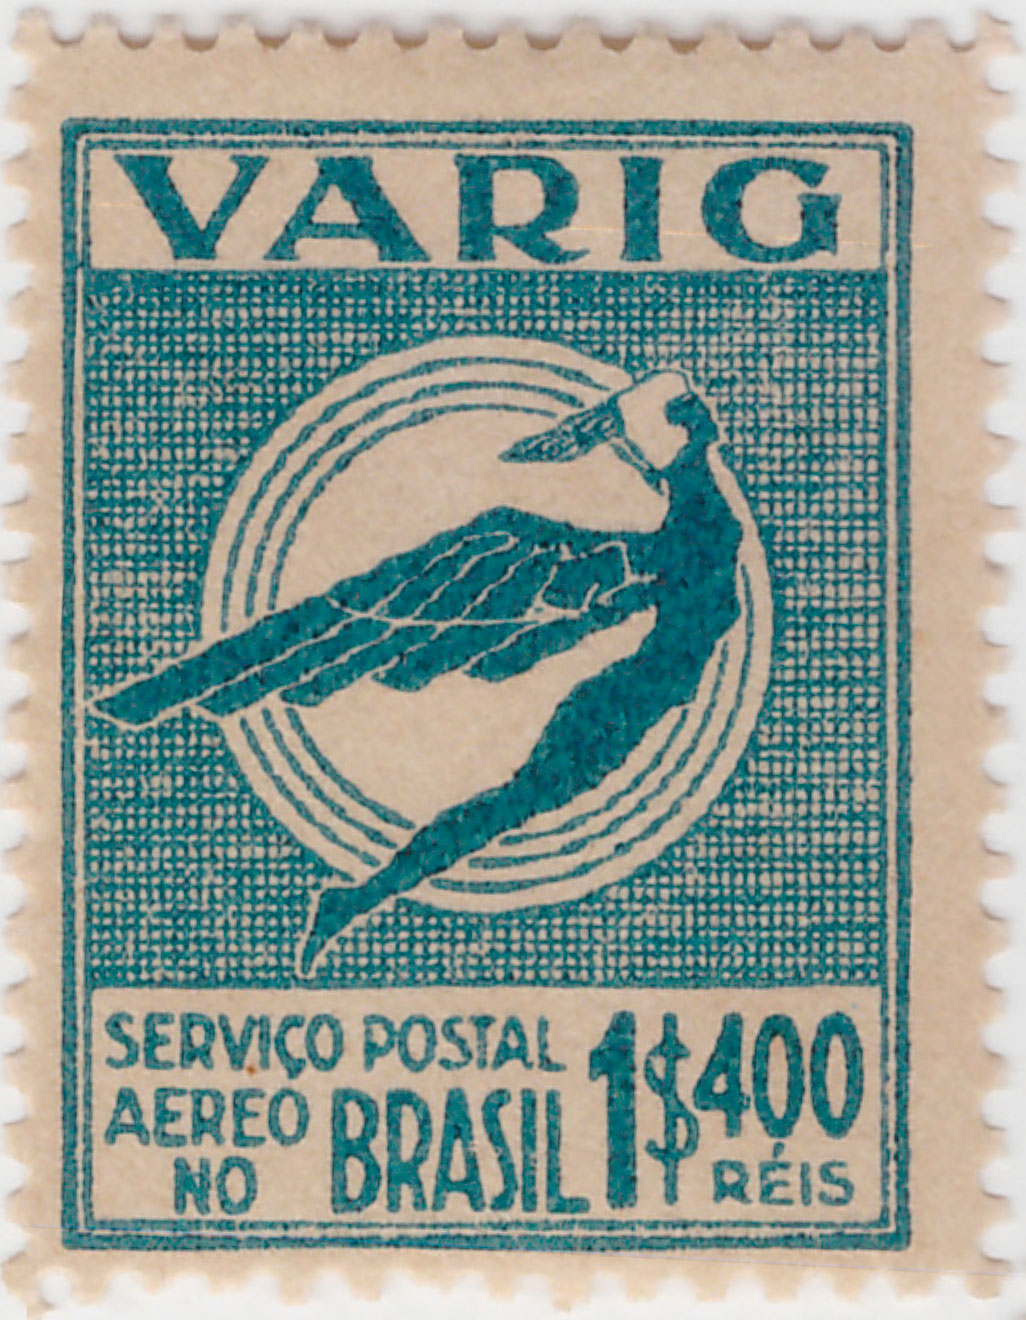 VARIG
SERVIÇO POSTAL
AEREO
NO BRASIL 1$400
RÉIS